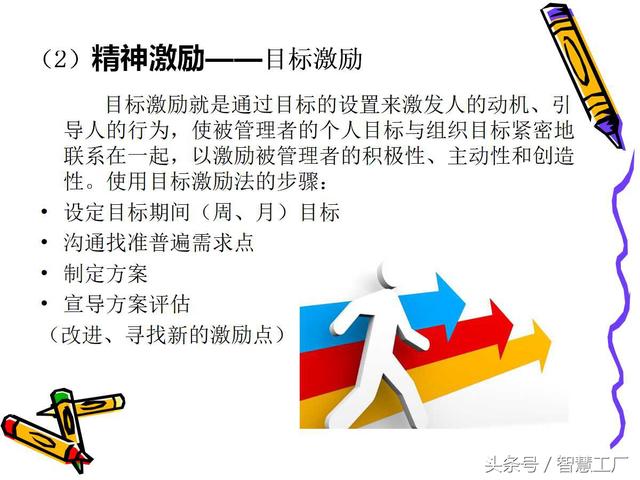 （2）精神激励——目标激励
目标激励就是通过目标的设置来激发人的动机、引
导人的行为，使被管理者的个人目标与组织目标紧密地
联系在一起，以激励被管理者的积极性、主动性和创造
性。使用目标激励法的步骤：
• 设定目标期间（周、月）目标
• 沟通找准普遍需求点
• 制定方案
• 宣导方案评估
（改进、寻找新的激励点）
头条号／智慧工厂